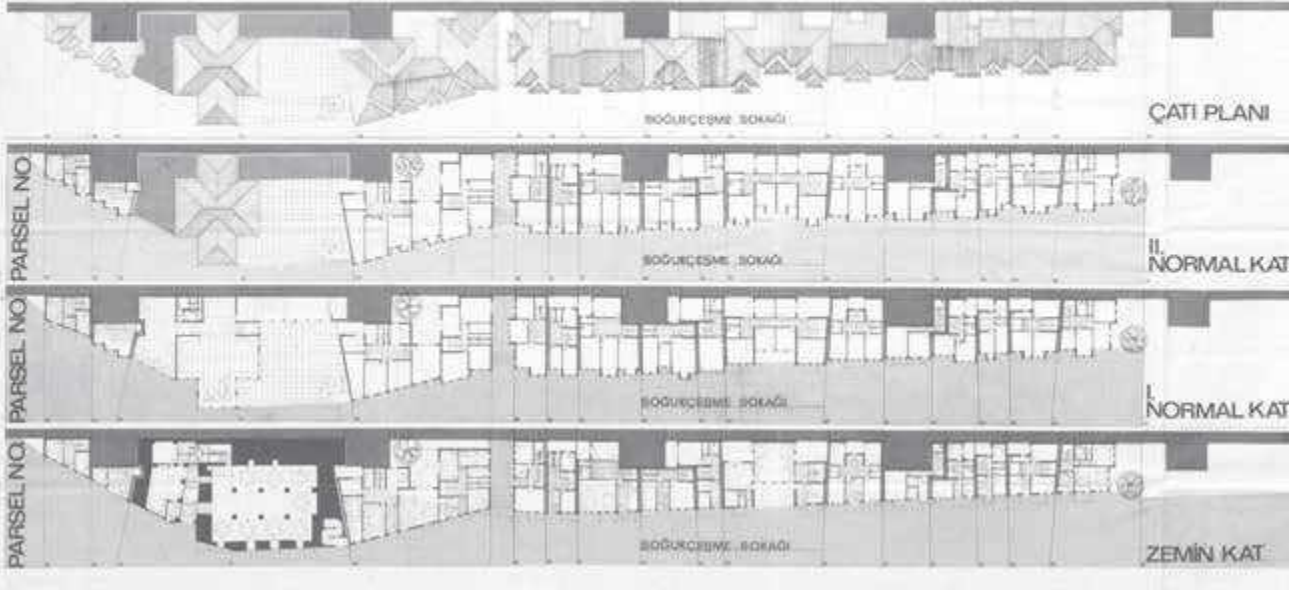 SOĞUKÇEŞME SOKAĞI
ÇATI PLANI
PARSEL NO.
SOĞUKÇEŞME SOKAĞI
II.
NORMAL KAT
PARSEL NO.
SOĞUKÇEŞME SOKAĞI
I.
NORMAL KAT
PARSEL NO.
SOĞUKÇEŞME SOKAĞI
ZEMİN KAT